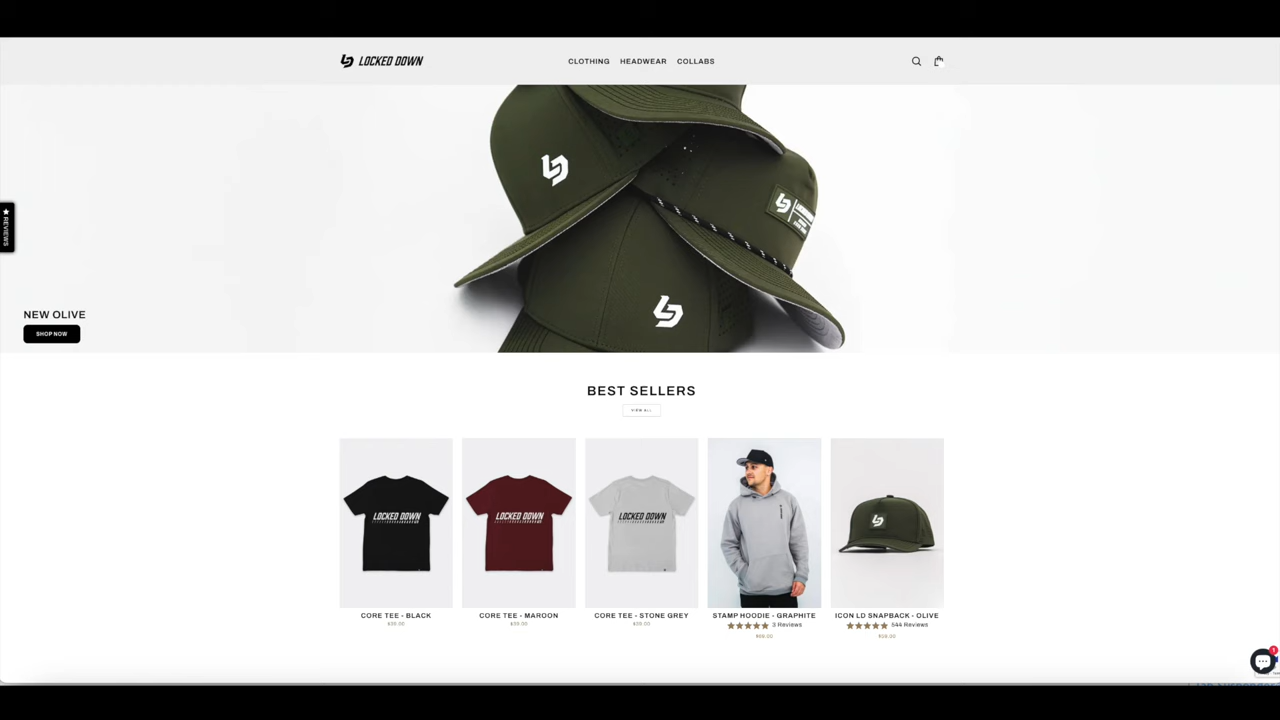 LOCKED DOWN
CLOTHING HEADWEAR COLLABS
REVIEWS
NEW OLIVE
SHOP NOW
BEST SELLERS
VIEW ALL
LOCKED DOWN
LOCKED DOWN
LOCKED DOWN
CORE TEE - BLACK
CORE TEE - MAROON
CORE TEE - STONE GREY
STAMP HOODIE - GRAPHITE
3 Reviews
ICON LD SNAPBACK - OLIVE
544 Reviews
1